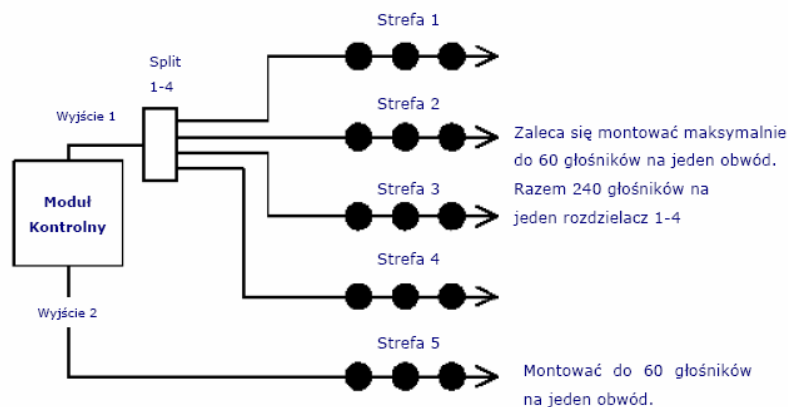 Strefa 1
Split
1-4
Wyjście 1
Strefa 2
Zaleca się montować maksymalnie
do 60 głośników na jeden obwód.
Razem 240 głośników na
jeden rozdzielacz 1-4
Moduł
Kontrolny
Strefa 3
Strefa 4
Wyjście 2
Strefa 5
Montować do 60 głośników
na jeden obwód.